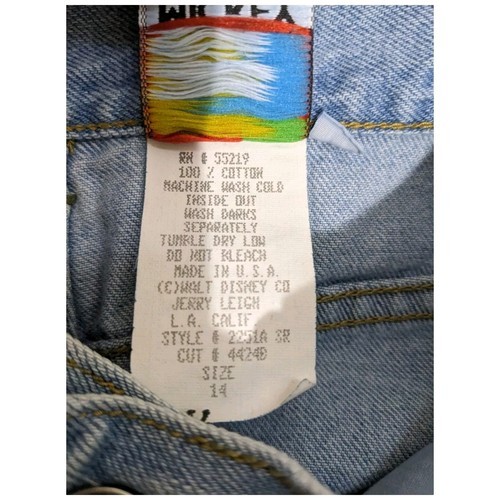 RN # 55219
100 % COTTON
MACHINE WASH COLD
INSIDE OUT
WASH DARKS
SEPARATELY
TUMBLE DRY LOW
DO NOT BLEACH
MADE IN U.S.A.
(C)WALT DISNEY CO
JERRY LEIGH
L.A. CALIF
STYLE # 2251A SR
CUT # 4424D
SIZE
14